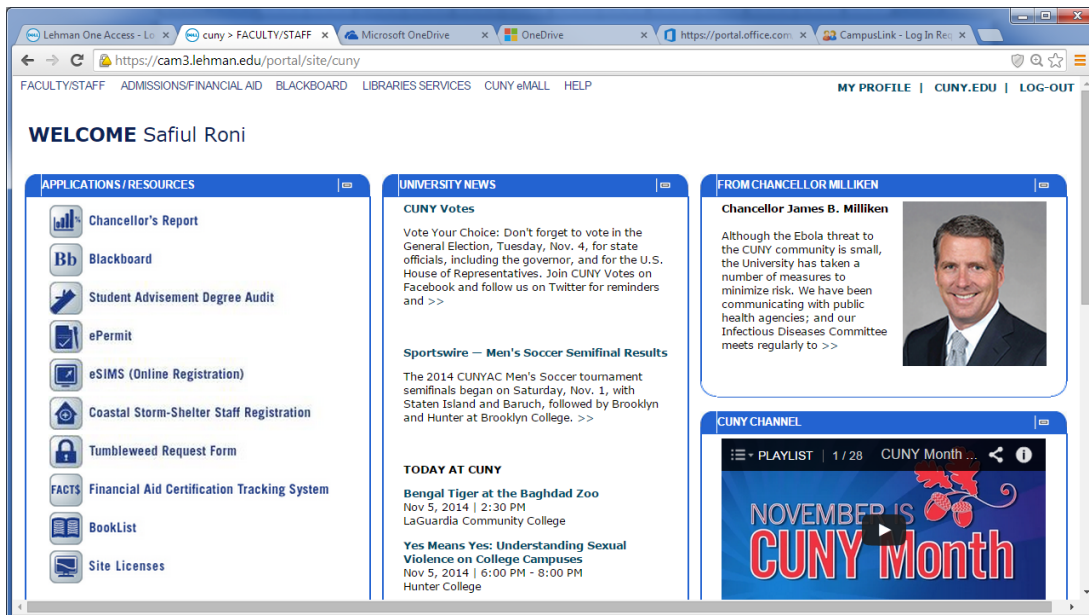 Lehman One Access - Lo
cuny > FACULTY/STAFF
Microsoft OneDrive
OneDrive
https://portal.office.com
CampusLink - Log In Req
https://cam3.lehman.edu/portal/site/cuny
FACULTY/STAFF ADMISSIONS/FINANCIAL AID BLACKBOARD LIBRARIES SERVICES CUNY eMALL HELP
MY PROFILE | CUNY.EDU | LOG-OUT
WELCOME Safiul Roni
APPLICATIONS / RESOURCES
Chancellor's Report
Bb Blackboard
Student Advisement Degree Audit
ePermit
eSIMS (Online Registration)
Coastal Storm-Shelter Staff Registration
Tumbleweed Request Form
FACT$ Financial Aid Certification Tracking System
BookList
Site Licenses
UNIVERSITY NEWS
CUNY Votes
Vote Your Choice: Don't forget to vote in the
General Election, Tuesday, Nov. 4, for state
officials, including the governor, and for the U.S.
House of Representatives. Join CUNY Votes on
Facebook and follow us on Twitter for reminders
and >>
Sportswire — Men's Soccer Semifinal Results
The 2014 CUNYAC Men's Soccer tournament
semifinals began on Saturday, Nov. 1, with
Staten Island and Baruch, followed by Brooklyn
and Hunter at Brooklyn College. >>
TODAY AT CUNY
Bengal Tiger at the Baghdad Zoo
Nov 5, 2014 | 2:30 PM
LaGuardia Community College
Yes Means Yes: Understanding Sexual
Violence on College Campuses
Nov 5, 2014 | 6:00 PM - 8:00 PM
Hunter College
FROM CHANCELLOR MILLIKEN
Chancellor James B. Milliken
Although the Ebola threat to
the CUNY community is small,
the University has taken a
number of measures to
minimize risk. We have been
communicating with public
health agencies; and our
Infectious Diseases Committee
meets regularly to >>
CUNY CHANNEL
PLAYLIST | 1 / 28 CUNY Month ...
NOVEMBER IS
CUNY Month